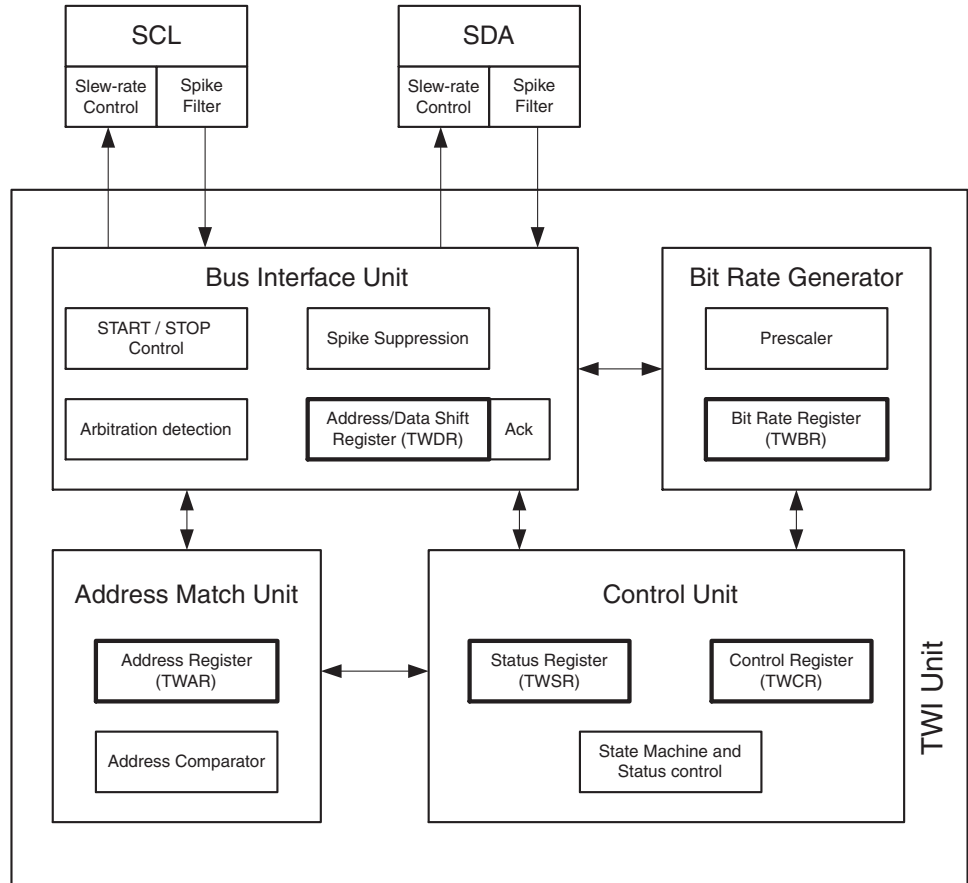 SCL
Slew-rate
Control
Spike
Filter
SDA
Slew-rate
Control
Spike
Filter
Bus Interface Unit
START / STOP
Control
Spike Suppression
Arbitration detection
Address/Data Shift
Register (TWDR)
Ack
Bit Rate Generator
Prescaler
Bit Rate Register
(TWBR)
Address Match Unit
Address Register
(TWAR)
Address Comparator
Control Unit
Status Register
(TWSR)
Control Register
(TWCR)
State Machine and
Status control
TWI Unit